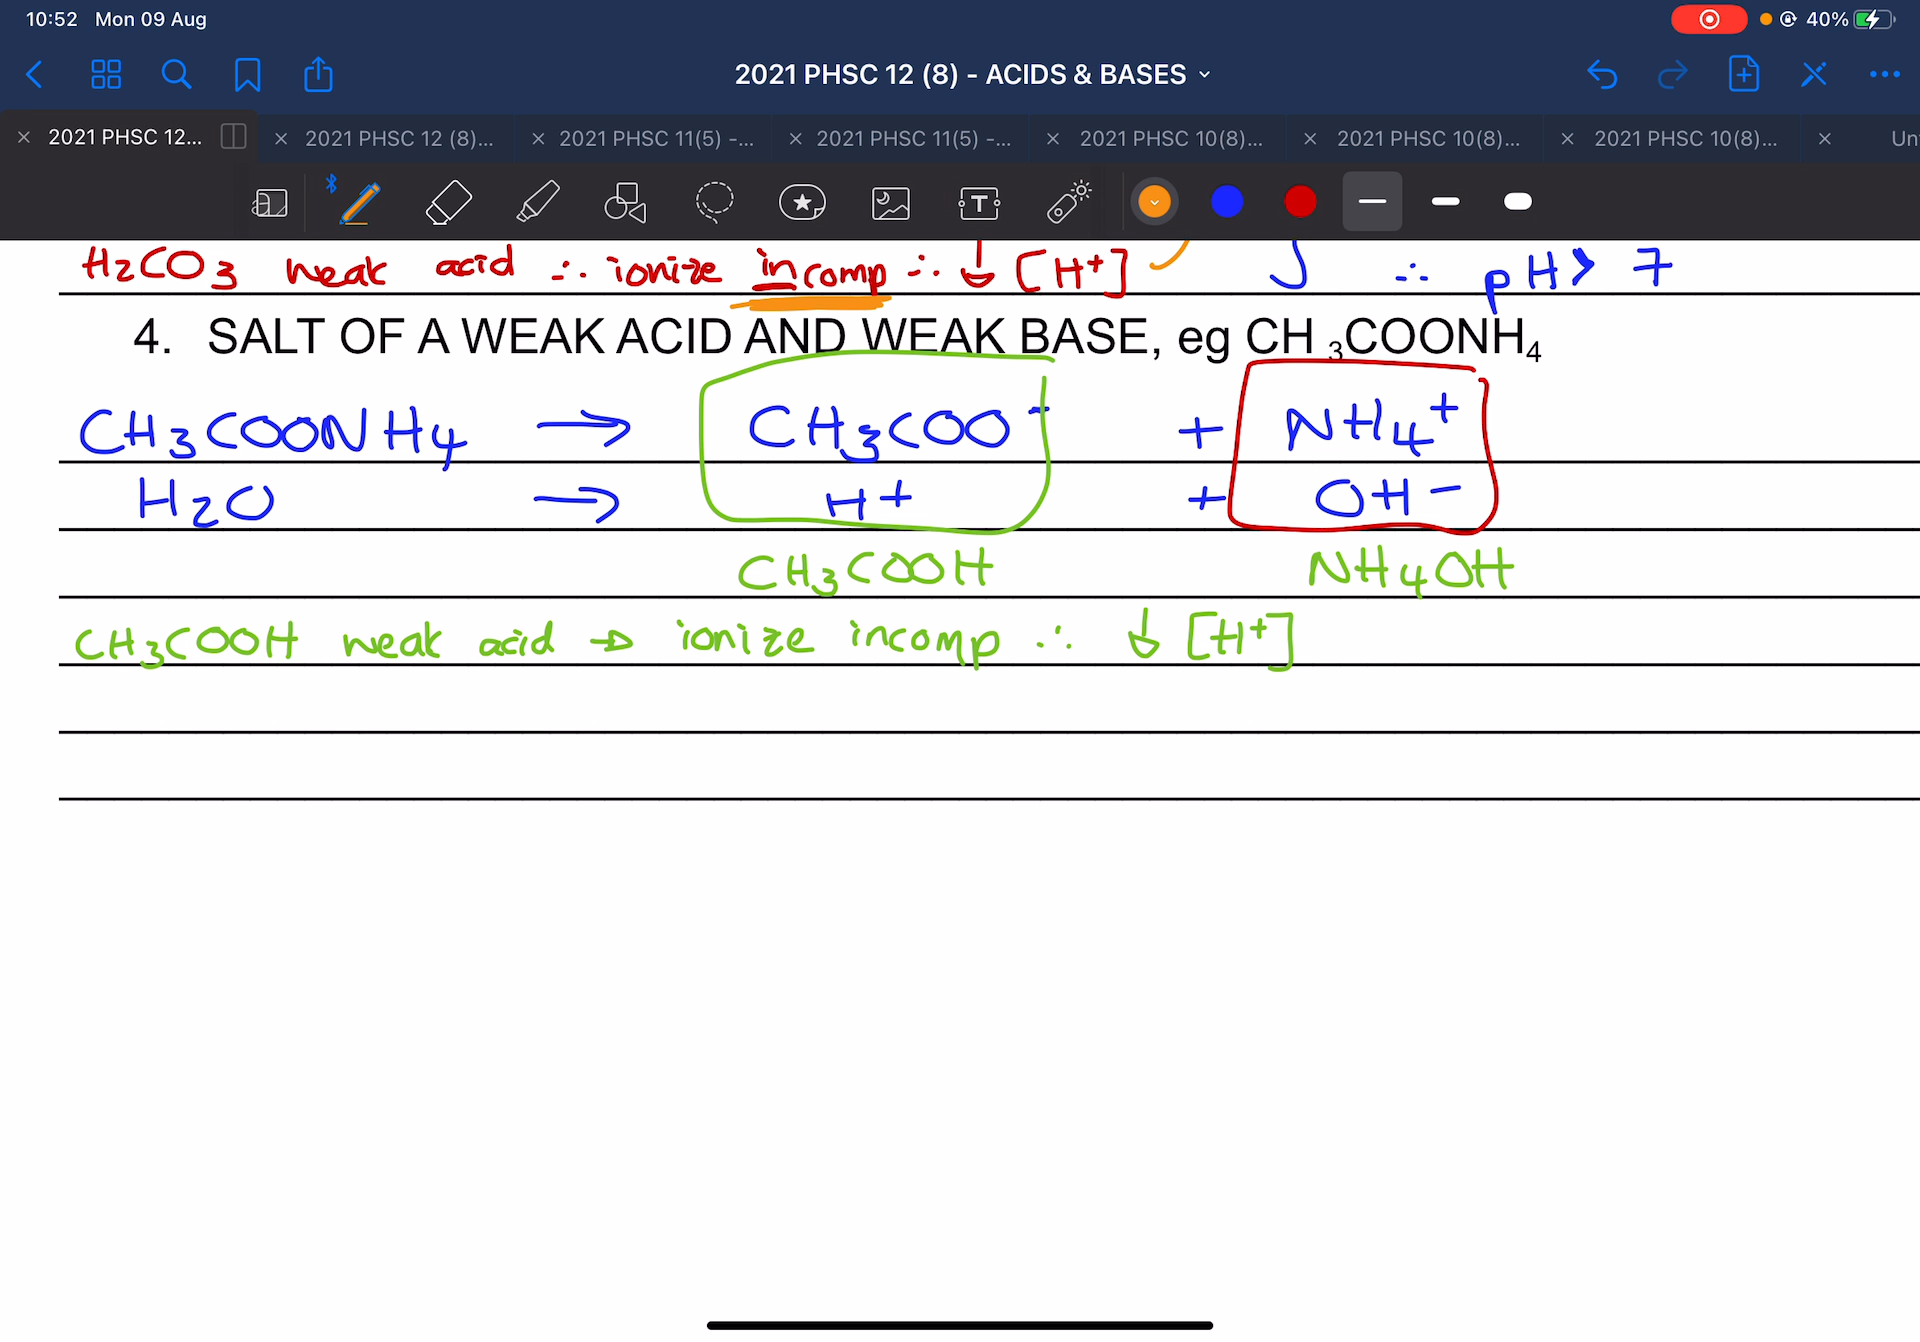 10:52 Mon 09 Aug 40%
2021 PHSC 12 (8) - ACIDS & BASES
2021 PHSC 12... 2021 PHSC 12 (8)... 2021 PHSC 11(5) -... 2021 PHSC 11(5) -... 2021 PHSC 10(8)... 2021 PHSC 10(8)... 2021 PHSC 10(8)... Un
T
H₂CO₃ weak acid ∴ ionize incomp ∴ ↓ [H⁺] ∴ pH > 7
4. SALT OF A WEAK ACID AND WEAK BASE, eg CH ₃COONH₄
CH₃COONH₄ → CH₃COO⁻ + NH₄⁺
H₂O → H⁺ + OH⁻
CH₃COOH NH₄OH
CH₃COOH weak acid → ionize incomp ∴ ↓ [H⁺]